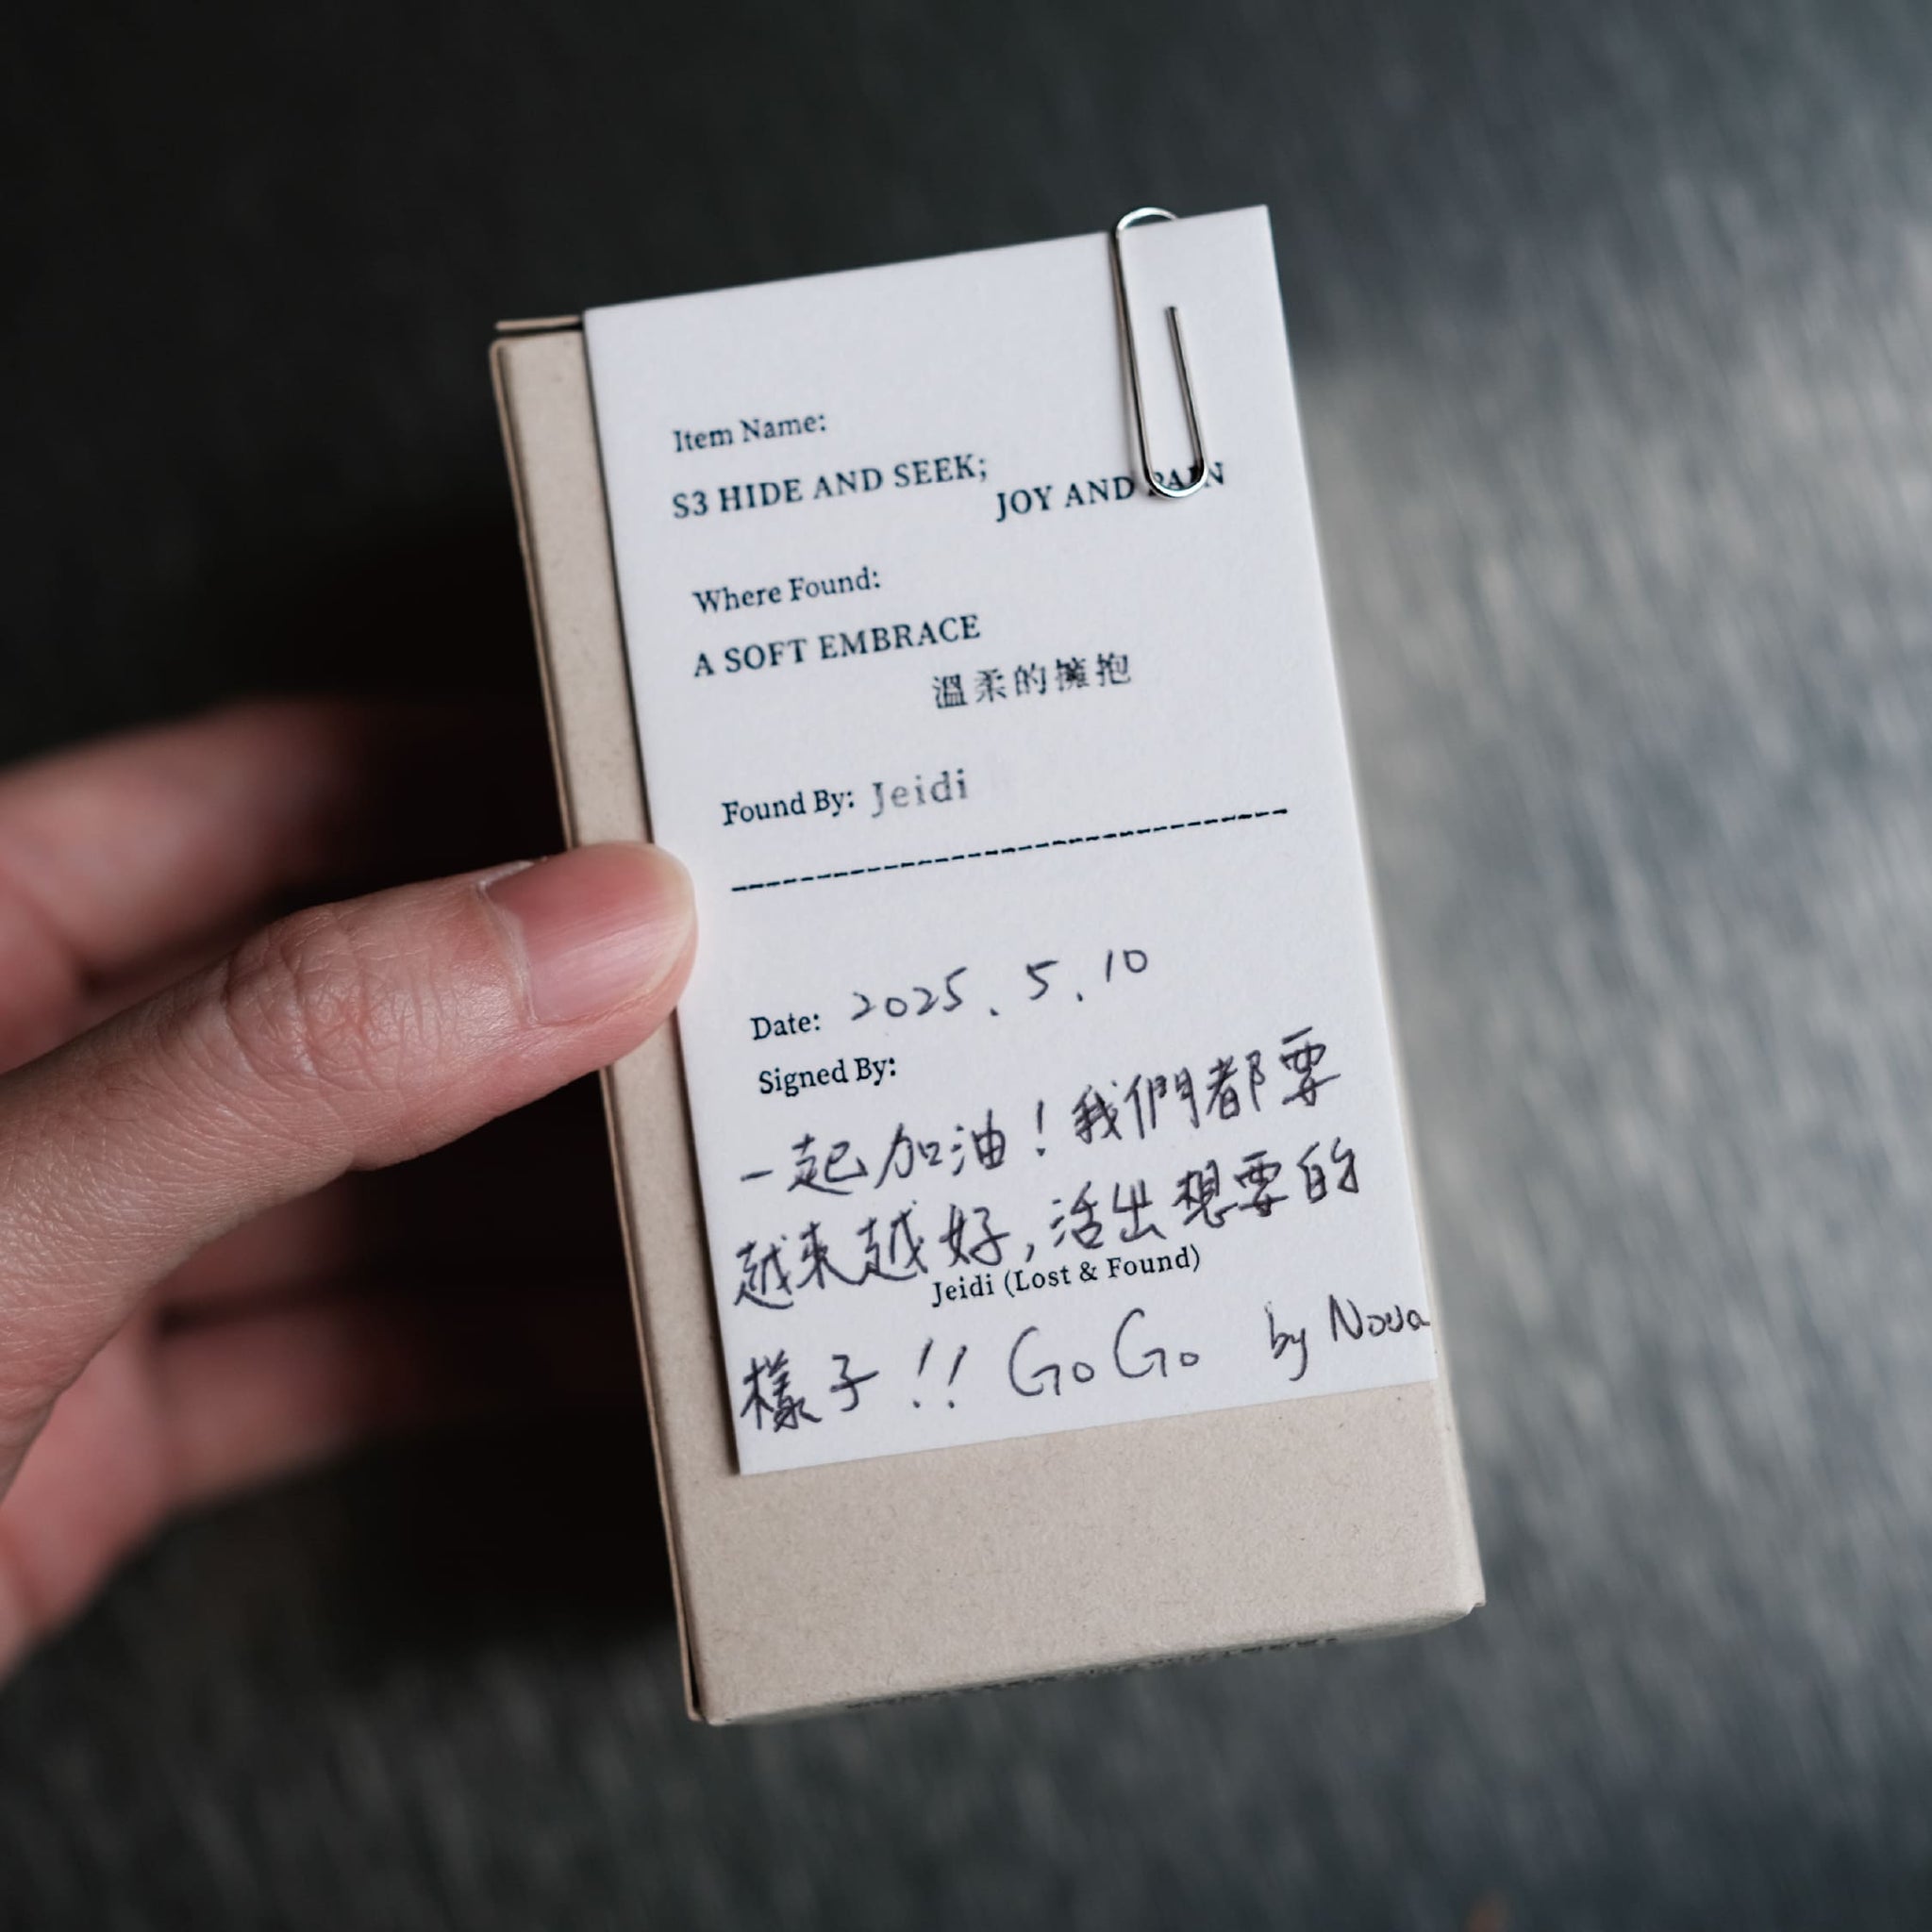 Item Name:
S3 HIDE AND SEEK;
JOY AND PAIN
Where Found:
A SOFT EMBRACE
溫柔的擁抱
Found By: Jeidi
Date: 2025.5.10
Signed By:
一起加油！我們都要
越來越好，活出想要的
Jeidi (Lost & Found)
樣子！！GoGo by Nova